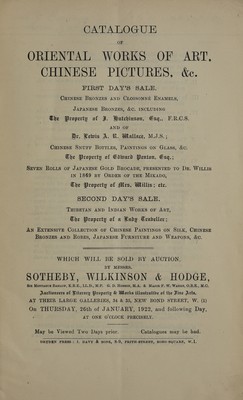 CATALOGUE
OF
ORIENTAL WORKS OF ART,
CHINESE PICTURES, &c.
FIRST DAY'S SALE.
CHINESE BRONZES AND CLOISONNÉ ENAMELS;
JAPANESE BRONZES, &C. INCLUDING
The Property of J. Hutchinson, Esq., F.R.C.S.
AND OF
Dr. Lewis A. R. Wallace, M.J.S.;
CHINESE SNUFF BOTTLES, PAINTINGS ON GLASS, &C.
The Property of Edward Penton, Esq.;
SEVEN ROLLS OF JAPANESE GOLD BROCADE, PRESENTED TO DR. WILLIS
IN 1869 BY ORDER OF THE MIKADO,
The Property of Mrs. Willis; etc.
SECOND DAY'S SALE.
THIBETAN AND INDIAN WORKS OF ART,
The Property of a Lady Traveller;
AN EXTENSIVE COLLECTION OF CHINESE PAINTINGS ON SILK, CHINESE
BRONZES AND ROBES, JAPANESE FURNITURE AND WEAPONS, &C.
WHICH WILL BE SOLD BY AUCTION,
BY MESSRS.
SOTHEBY, WILKINSON & HODGE,
Auctioneers of Literary Property & Works illustrative of the Fine Arts,
AT THEIR LARGE GALLERIES, 34 & 35, NEW BOND STREET, W. (1)
ON THURSDAY, 26th of JANUARY, 1922, and following Day,
AT ONE O'CLOCK PRECISELY.
May be Viewed Two Days prior. Catalogues may be had.